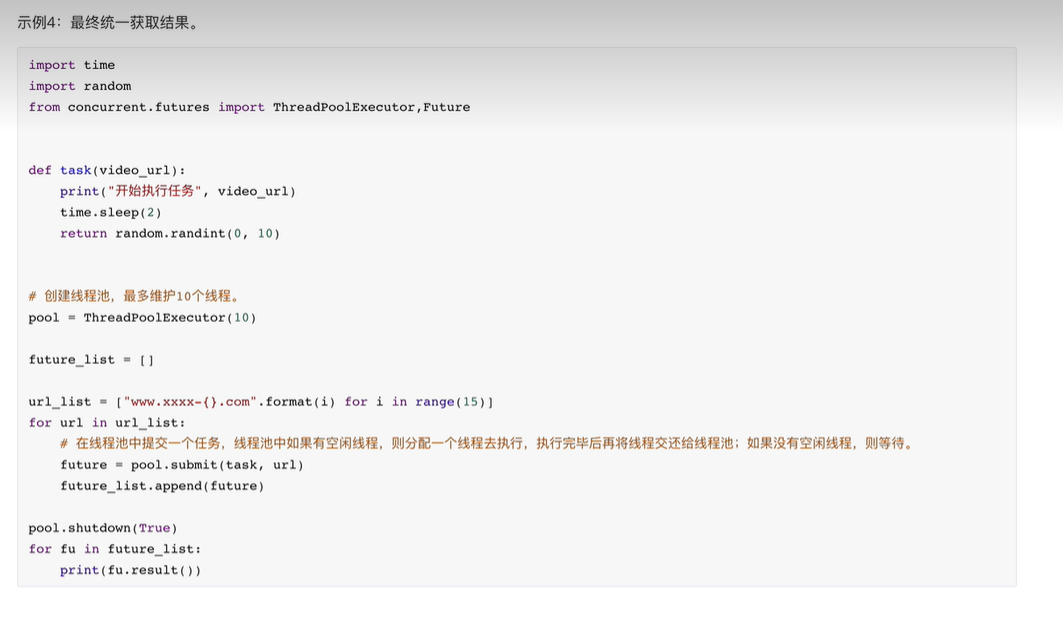 示例4：最终统一获取结果。
import time
import random
from concurrent.futures import ThreadPoolExecutor,Future
def task(video_url):
    print("开始执行任务", video_url)
    time.sleep(2)
    return random.randint(0, 10)
# 创建线程池，最多维护10个线程。
pool = ThreadPoolExecutor(10)
future_list = []
url_list = ["www.xxxx-{}.com".format(i) for i in range(15)]
for url in url_list:
    # 在线程池中提交一个任务，线程池中如果有空闲线程，则分配一个线程去执行，执行完毕后再将线程交还给线程池；如果没有空闲线程，则等待。
    future = pool.submit(task, url)
    future_list.append(future)
pool.shutdown(True)
for fu in future_list:
    print(fu.result())